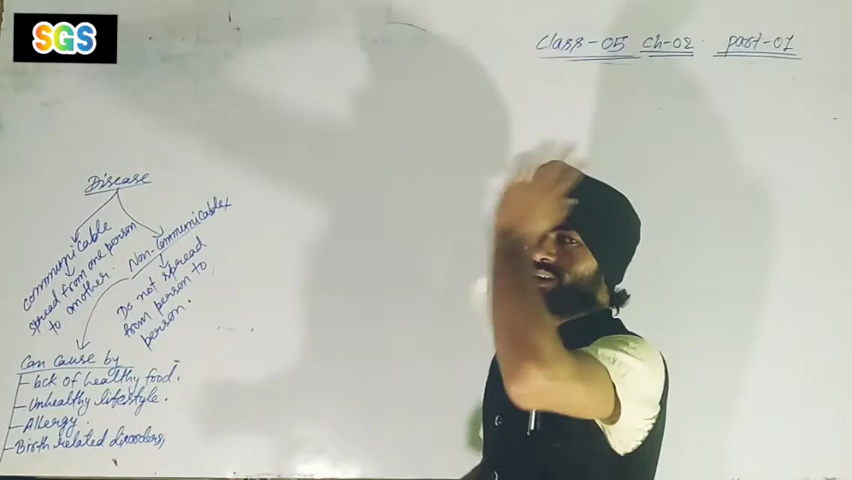 SGS
Class-05 ch-02 part-01
Disease
Communicable
spread from one person
to another.
Non-Communicable
Do not spread
from person to
person.
Can cause by
lack of healthy food.
Unhealthy lifestyle.
Allergy.
Birth related disorders,